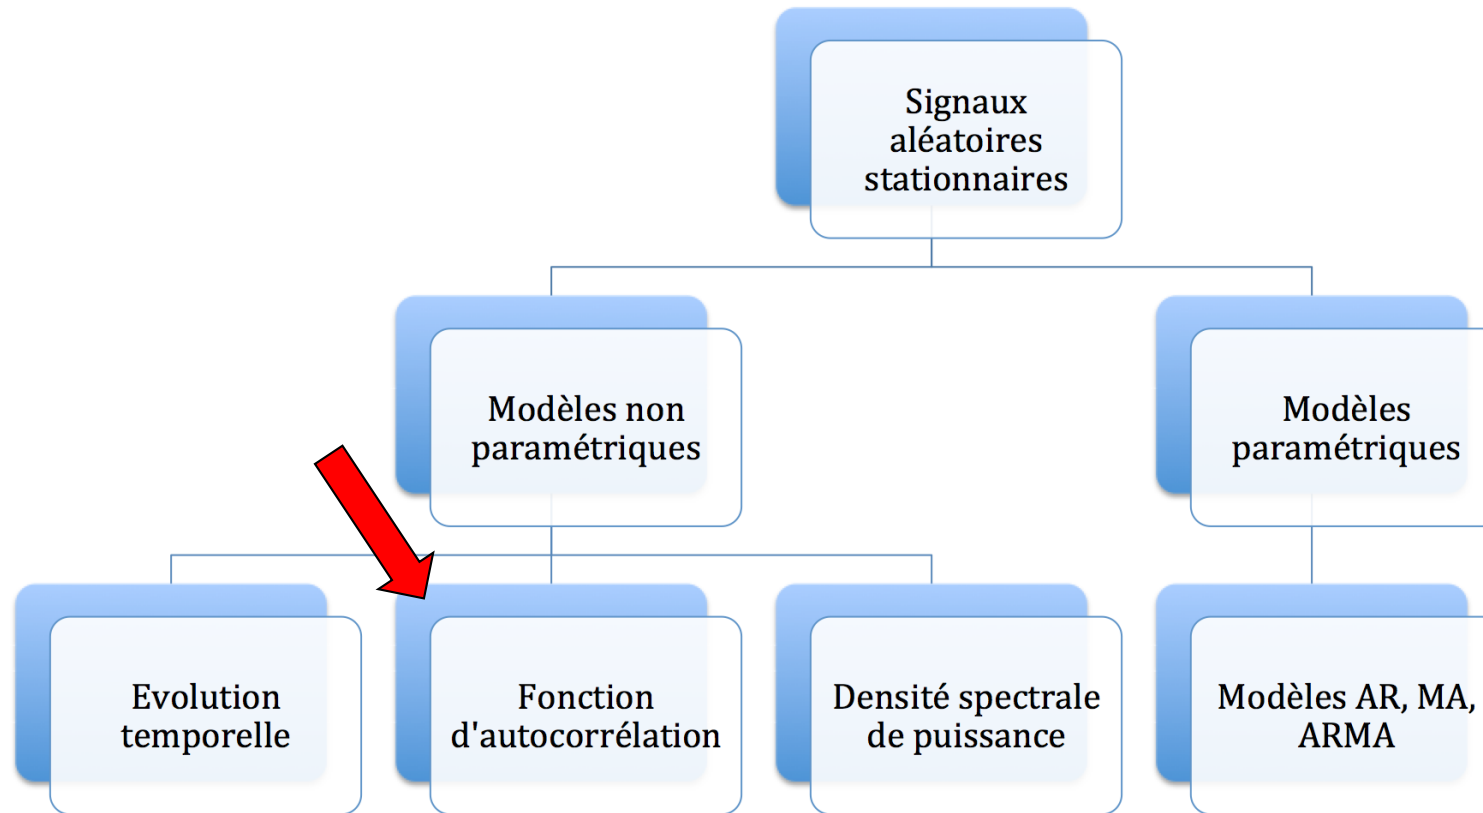 Signaux
aléatoires
stationnaires
Modèles non
paramétriques
Modèles
paramétriques
Evolution
temporelle
Fonction
d'autocorrélation
Densité spectrale
de puissance
Modèles AR, MA,
ARMA